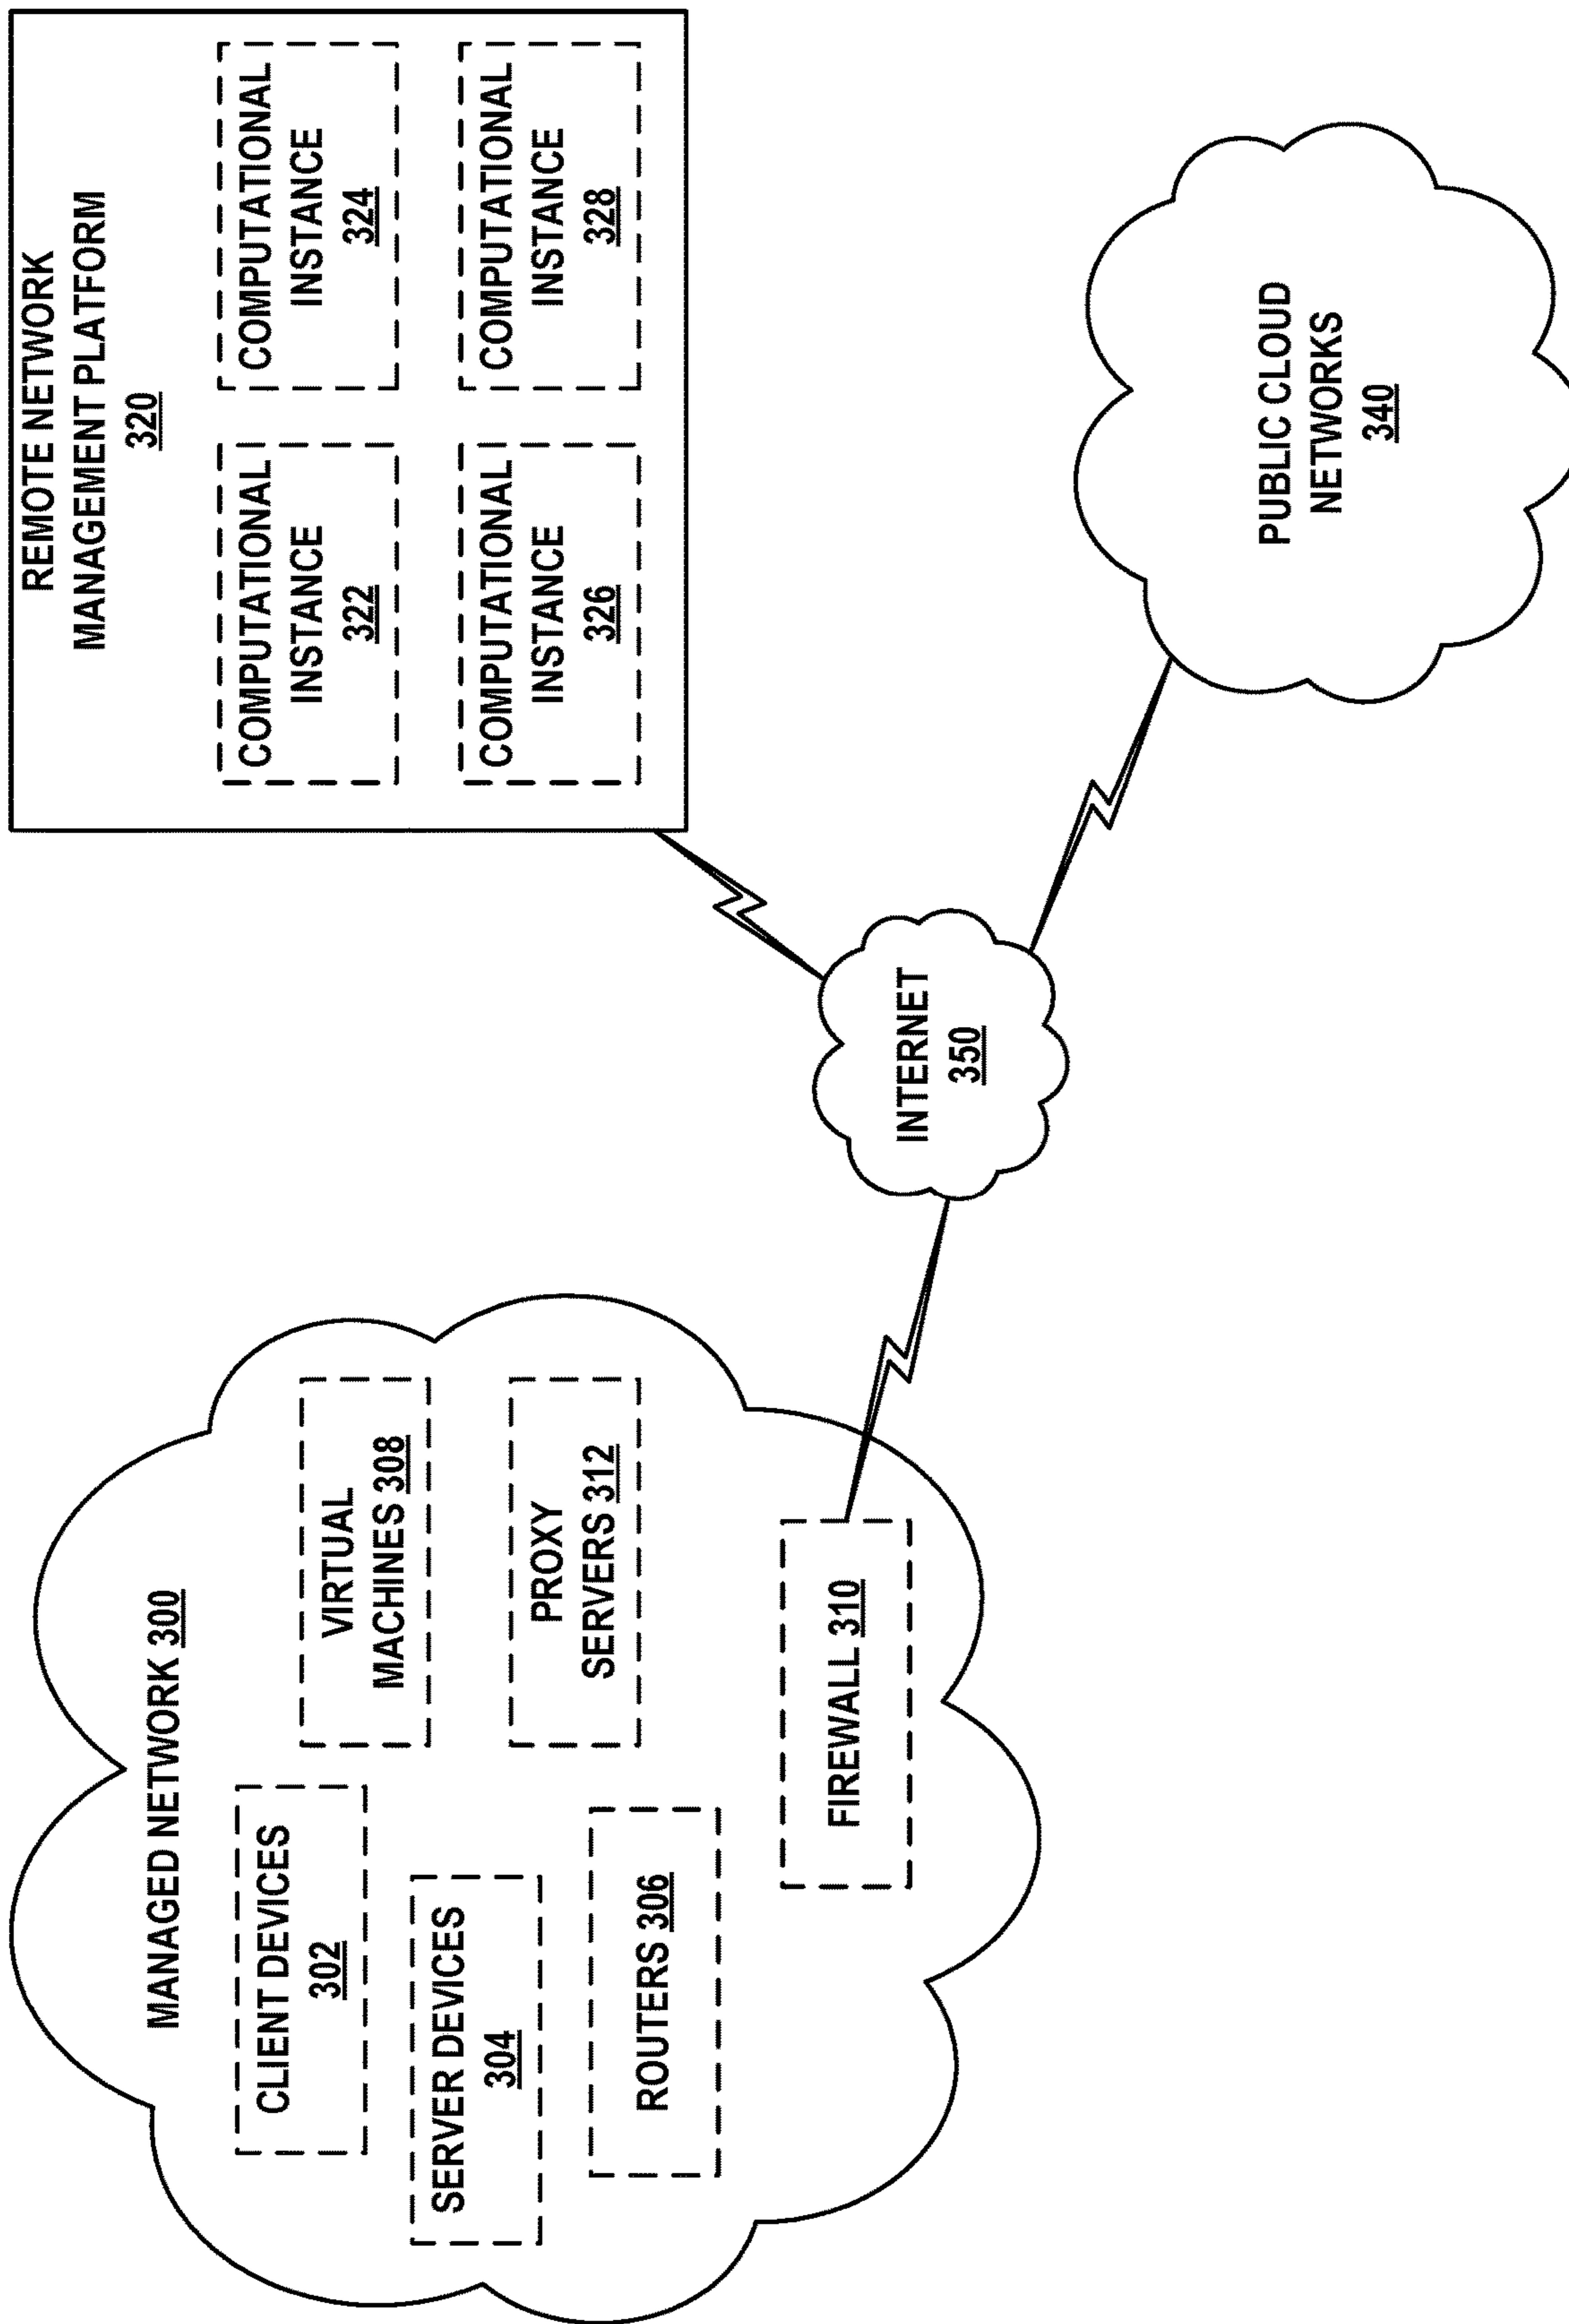 MANAGED NETWORK 300
CLIENT DEVICES
302
SERVER DEVICES
304
ROUTERS 306
VIRTUAL
MACHINES 308
PROXY
SERVERS 312
FIREWALL 310
INTERNET
350
REMOTE NETWORK
MANAGEMENT PLATFORM
320
COMPUTATIONAL
INSTANCE
322
COMPUTATIONAL
INSTANCE
324
COMPUTATIONAL
INSTANCE
326
COMPUTATIONAL
INSTANCE
328
PUBLIC CLOUD
NETWORKS
340